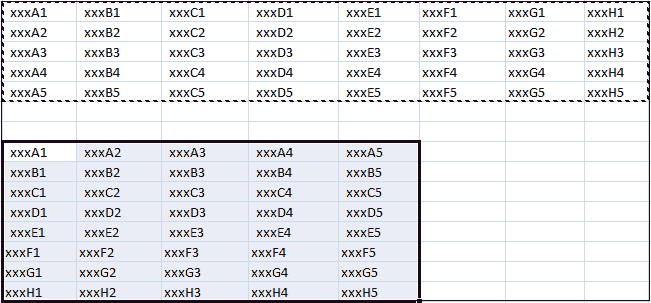 xxxA1 xxxB1 xxxC1 xxxD1 xxxE1 xxxF1 xxxG1 xxxH1
xxxA2 xxxB2 xxxC2 xxxD2 xxxE2 xxxF2 xxxG2 xxxH2
xxxA3 xxxB3 xxxC3 xxxD3 xxxE3 xxxF3 xxxG3 xxxH3
xxxA4 xxxB4 xxxC4 xxxD4 xxxE4 xxxF4 xxxG4 xxxH4
xxxA5 xxxB5 xxxC5 xxxD5 xxxE5 xxxF5 xxxG5 xxxH5
xxxA1 xxxA2 xxxA3 xxxA4 xxxA5
xxxB1 xxxB2 xxxB3 xxxB4 xxxB5
xxxC1 xxxC2 xxxC3 xxxC4 xxxC5
xxxD1 xxxD2 xxxD3 xxxD4 xxxD5
xxxE1 xxxE2 xxxE3 xxxE4 xxxE5
xxxF1 xxxF2 xxxF3 xxxF4 xxxF5
xxxG1 xxxG2 xxxG3 xxxG4 xxxG5
xxxH1 xxxH2 xxxH3 xxxH4 xxxH5